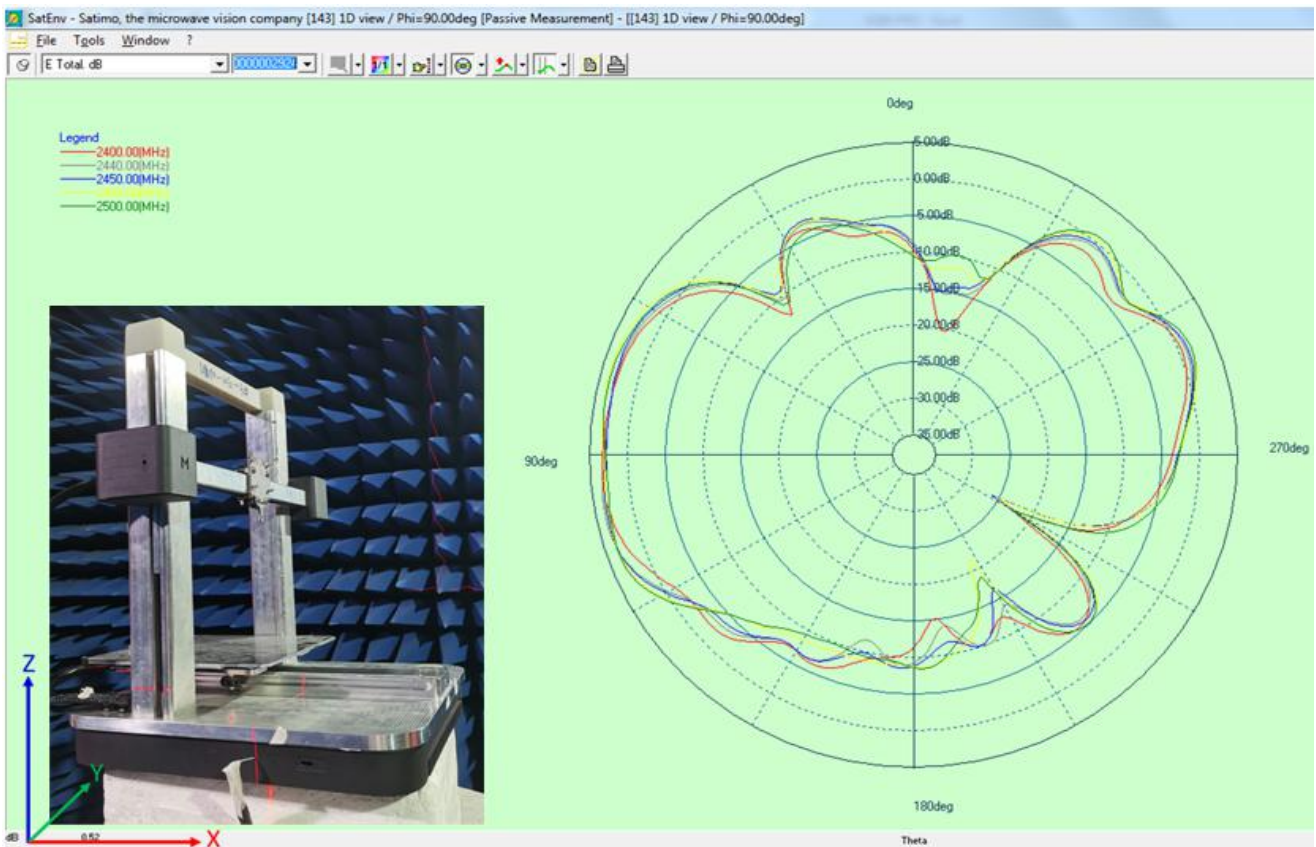 SatEnv - Satimo, the microwave vision company [143] 1D view / Phi=90.00deg [Passive Measurement] - [[143] 1D view / Phi=90.00deg]
File Tools Window ?
E Total dB
0deg
Legend
2400.00(MHz)
2440.00(MHz)
2450.00(MHz)
2500.00(MHz)
5.00dB
0.00dB
-5.00dB
-10.00dB
-15.00dB
-20.00dB
-25.00dB
-30.00dB
-35.00dB
90deg
270deg
180deg
M
Z
Y
X
dB 0.52 Theta